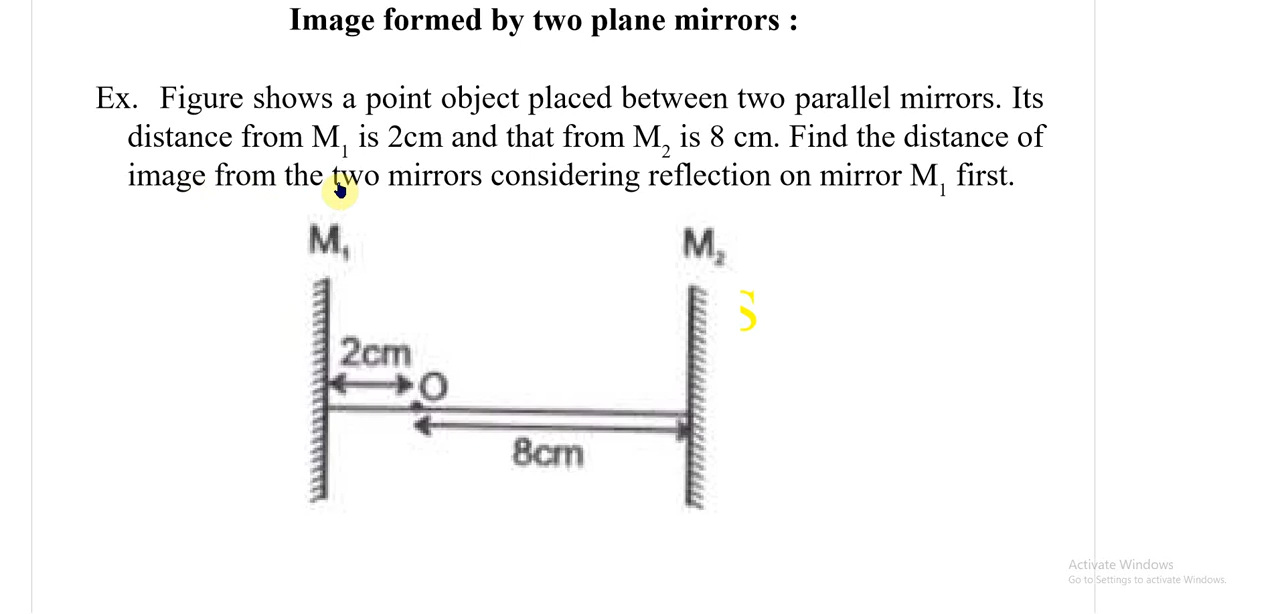 Image formed by two plane mirrors :
Ex. Figure shows a point object placed between two parallel mirrors. Its
distance from M₁ is 2cm and that from M₂ is 8 cm. Find the distance of
image from the two mirrors considering reflection on mirror M₁ first.
M₁
M₂
S
2cm
O
8cm
Activate Windows
Go to Settings to activate Windows.